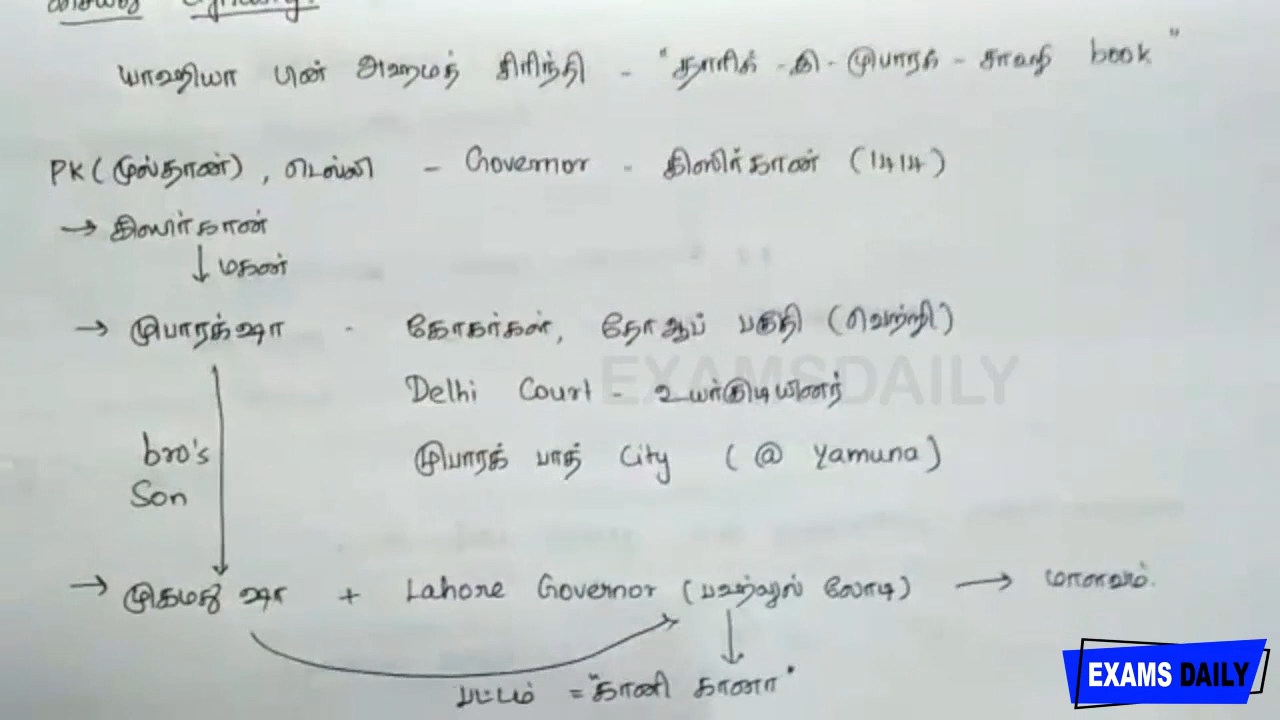 யாஹியா பின் அஹமத் சிரிந்தி - "தாரிக் -இ- முபாரக் - சாஹி book"
PK (முல்தான்), டெல்லி - Governor - கிஸிர்கான் (1414)
→ கிஸிர்கான்
↓ மகன்
→ முபாரக்ஷா - கோகர்கள், தோஆப் பகுதி (வெற்றி)
EXAMSDAILY
Delhi Court - உயர்குடியினர்
முபாரக் பாத் City (@ Yamuna)
bro's
Son
→ முகமது ஷா + Lahore Governor (பஹ்லுல் லோடி) → மாளவம்.
பட்டம் = "கானி கானா"
EXAMS DAILY